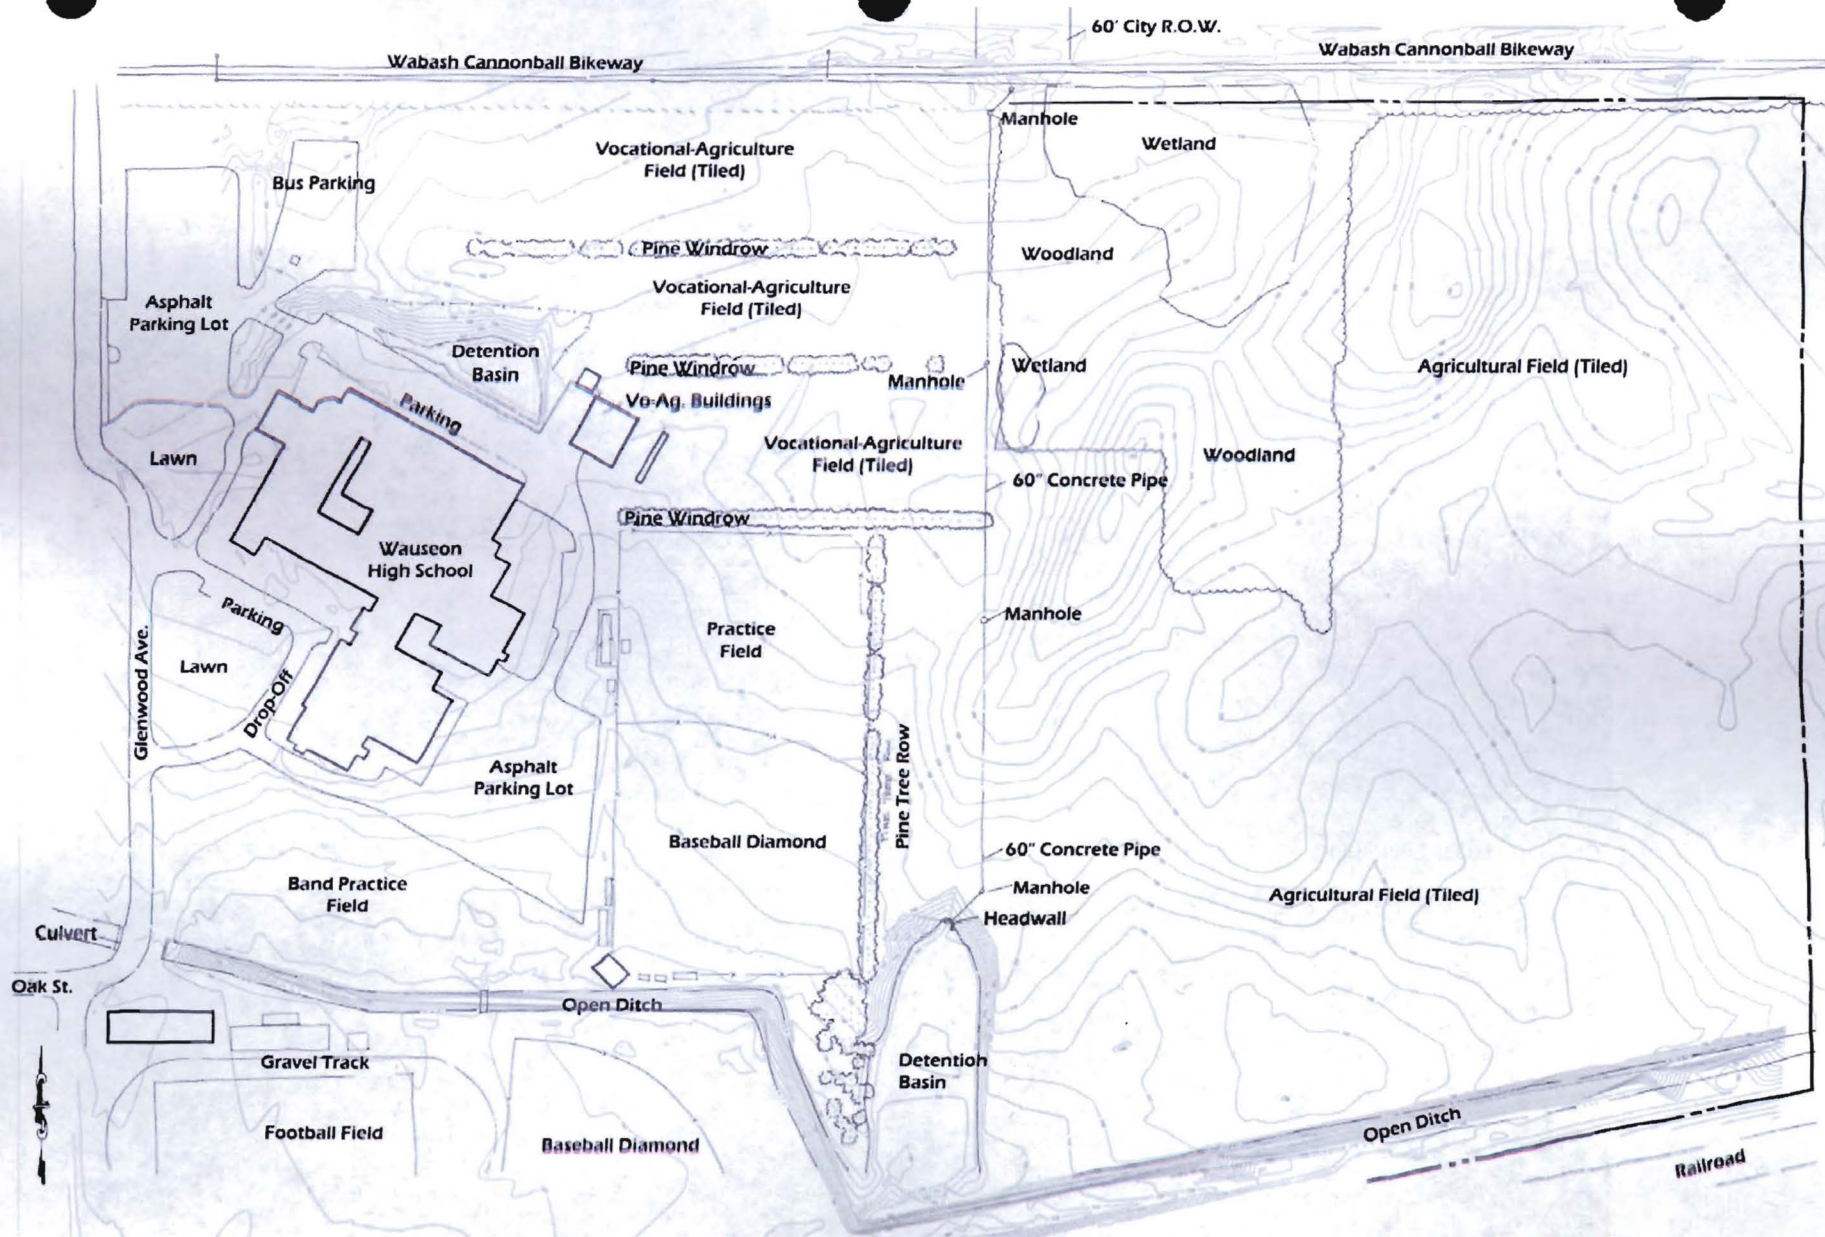 60' City R.O.W.
Wabash Cannonball Bikeway
Wabash Cannonball Bikeway
Manhole
Wetland
Vocational-Agriculture
Field (Tiled)
Bus Parking
Pine Windrow
Woodland
Vocational-Agriculture
Field (Tiled)
Asphalt
Parking Lot
Detention
Basin
Pine Windrow
Manhole
Wetland
Agricultural Field (Tiled)
Vo-Ag. Buildings
Parking
Vocational-Agriculture
Field (Tiled)
Lawn
Woodland
60" Concrete Pipe
Pine Windrow
Wauseon
High School
Parking
Manhole
Practice
Field
Glenwood Ave.
Lawn
Drop-Off
Asphalt
Parking Lot
Pine Tree Row
Baseball Diamond
60" Concrete Pipe
Band Practice
Field
Manhole
Agricultural Field (Tiled)
Headwall
Culvert
Oak St.
Open Ditch
Gravel Track
Detention
Basin
Football Field
Baseball Diamond
Open Ditch
Railroad